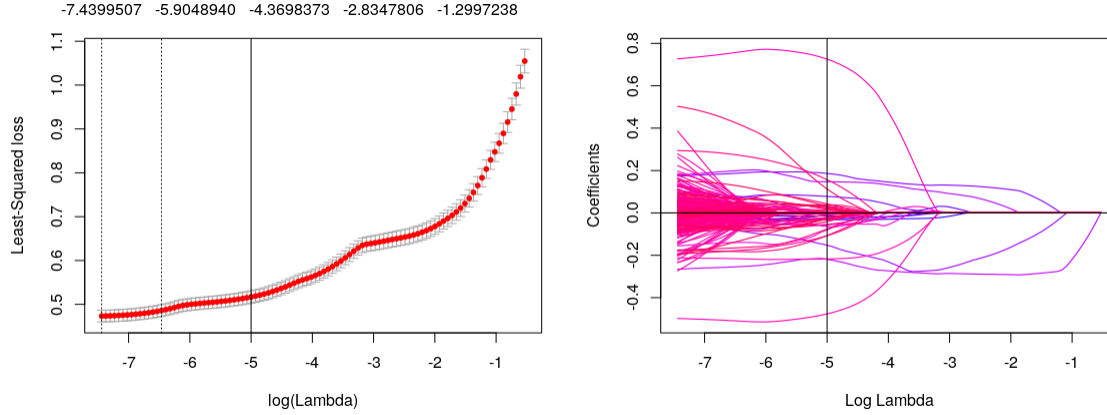 -7.4399507 -5.9048940 -4.3698373 -2.8347806 -1.2997238
Least-Squared loss
1.1
1.0
0.9
0.8
0.7
0.6
0.5
-7 -6 -5 -4 -3 -2 -1
log(Lambda)
Coefficients
0.8
0.6
0.4
0.2
0.0
-0.2
-0.4
-7 -6 -5 -4 -3 -2 -1
Log Lambda